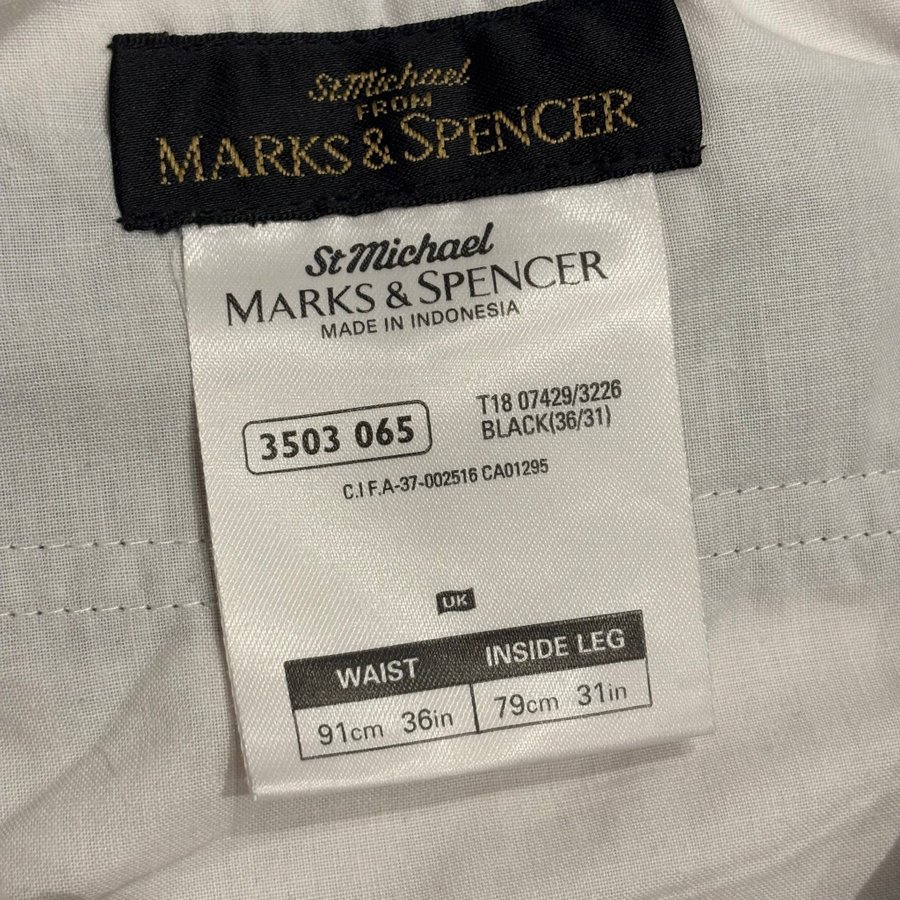 St Michael
FROM
MARKS & SPENCER
St Michael
MARKS & SPENCER
MADE IN INDONESIA
3503 065
T18 07429/3226
BLACK(36/31)
C.I F.A-37-002516 CA01295
UK
WAIST INSIDE LEG
91cm 36in 79cm 31in